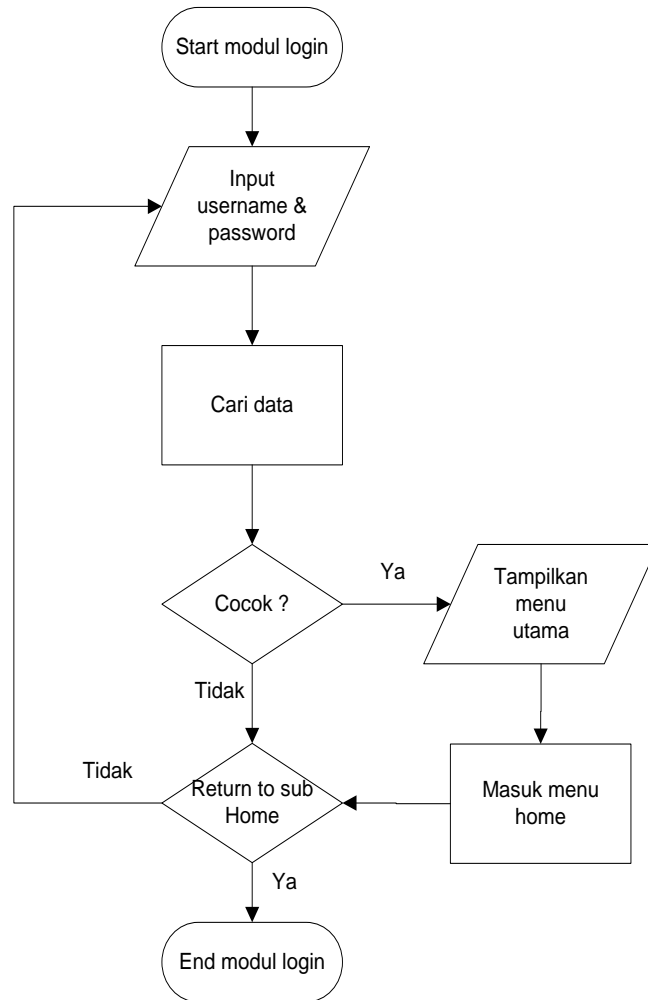 Start modul login
Input
username &
password
Cari data
Cocok ?
Ya
Tampilkan
menu
utama
Tidak
Masuk menu
home
Return to sub
Home
Tidak
Ya
End modul login